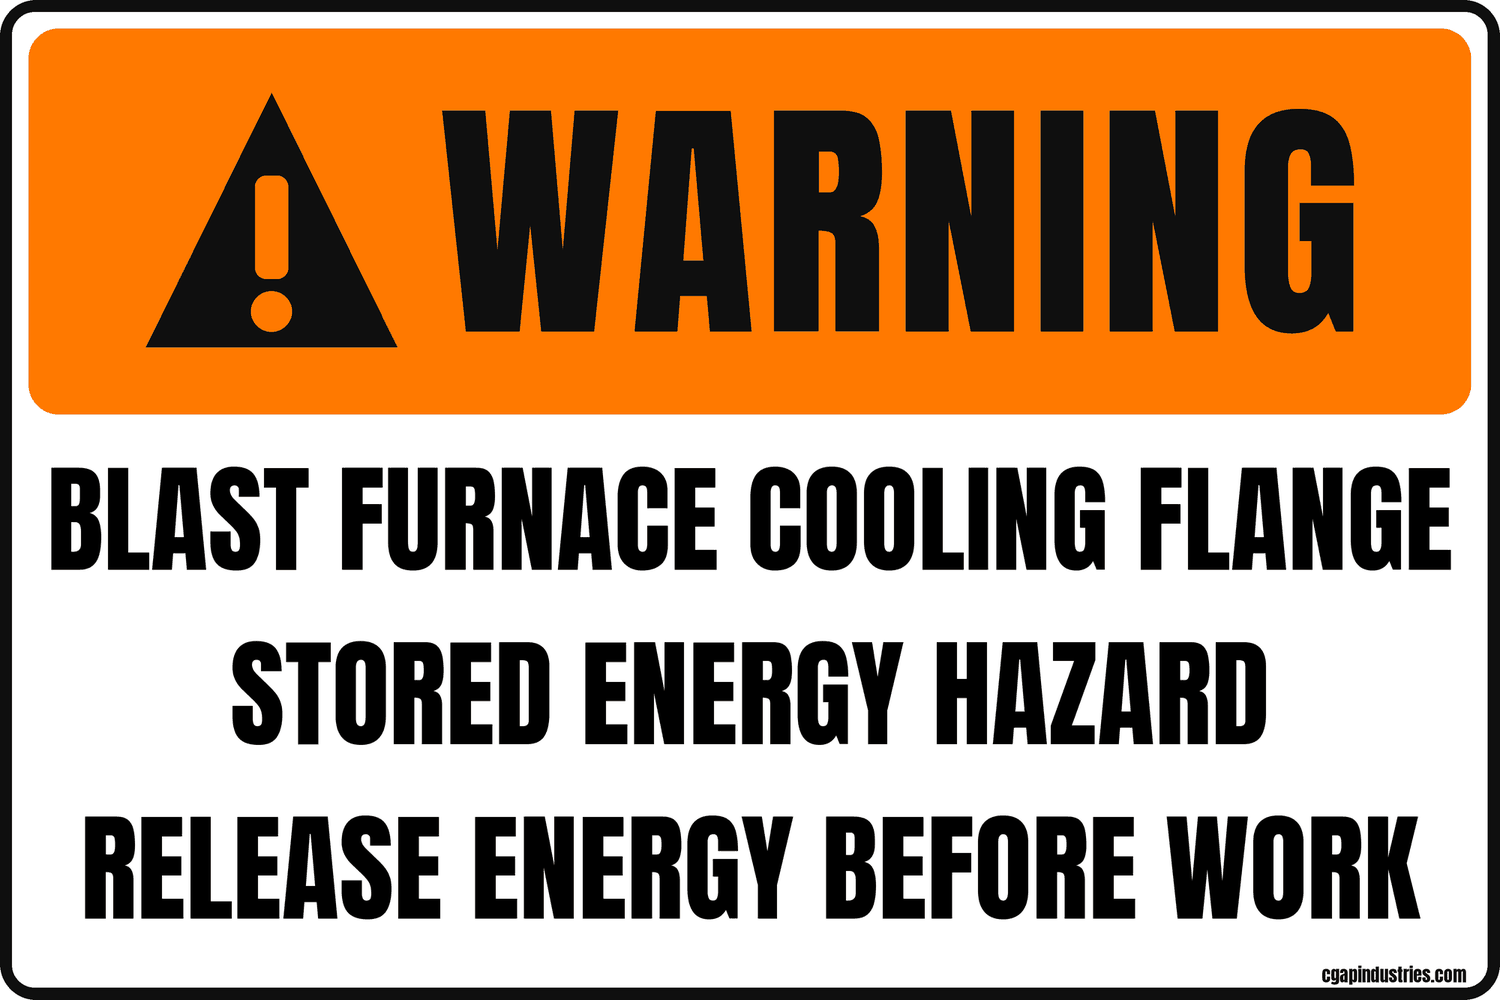 WARNING
BLAST FURNACE COOLING FLANGE
STORED ENERGY HAZARD
RELEASE ENERGY BEFORE WORK
cgapindustries.com